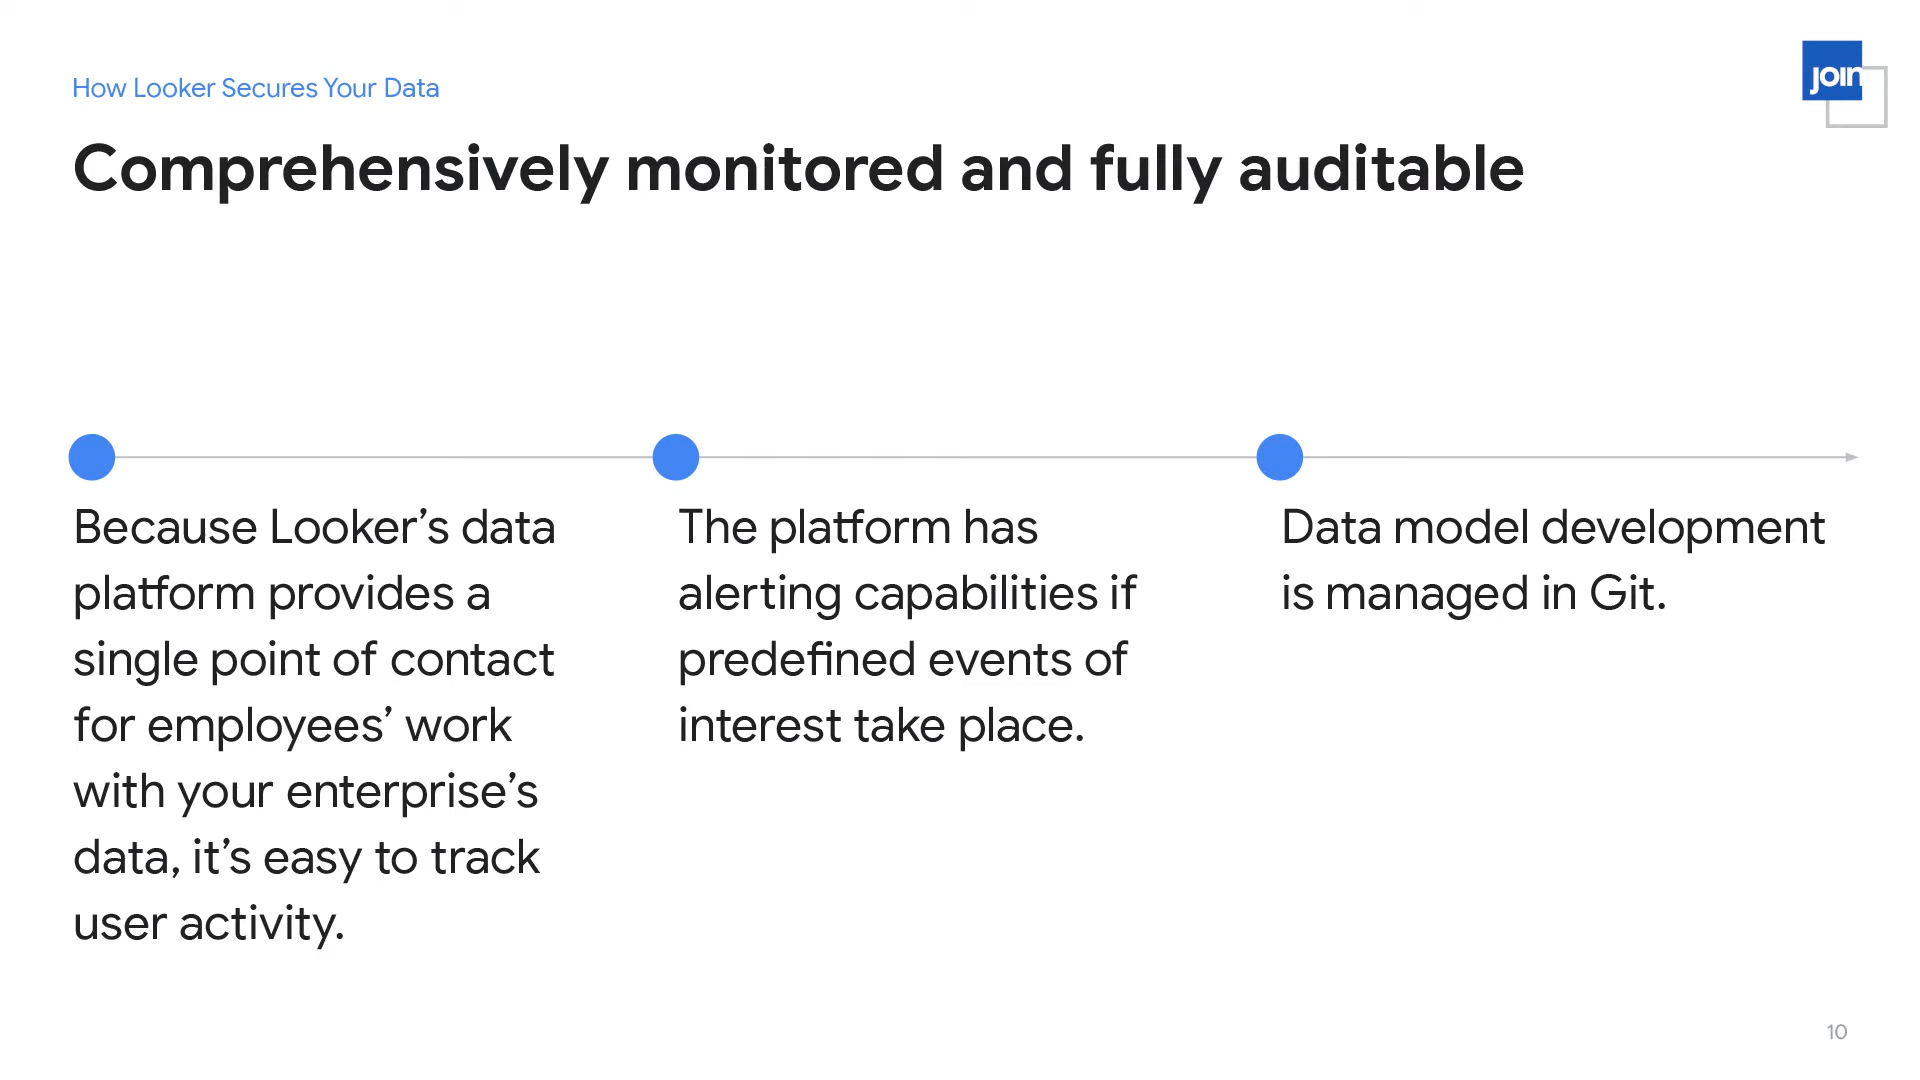 How Looker Secures Your Data
join
Comprehensively monitored and fully auditable
Because Looker’s data
platform provides a
single point of contact
for employees’ work
with your enterprise’s
data, it’s easy to track
user activity.
The platform has
alerting capabilities if
predefined events of
interest take place.
Data model development
is managed in Git.
10